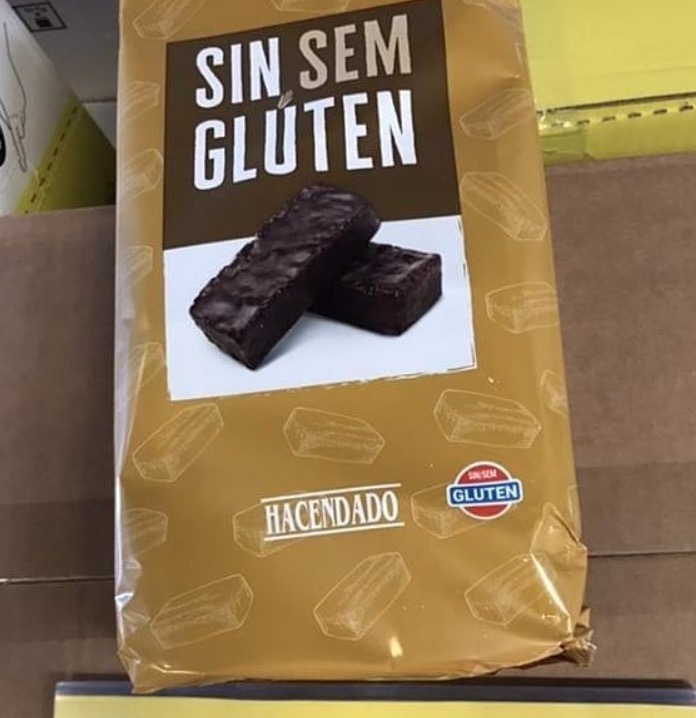 SIN SEM
GLUTEN
HACENDADO
SIN/SEM
GLUTEN